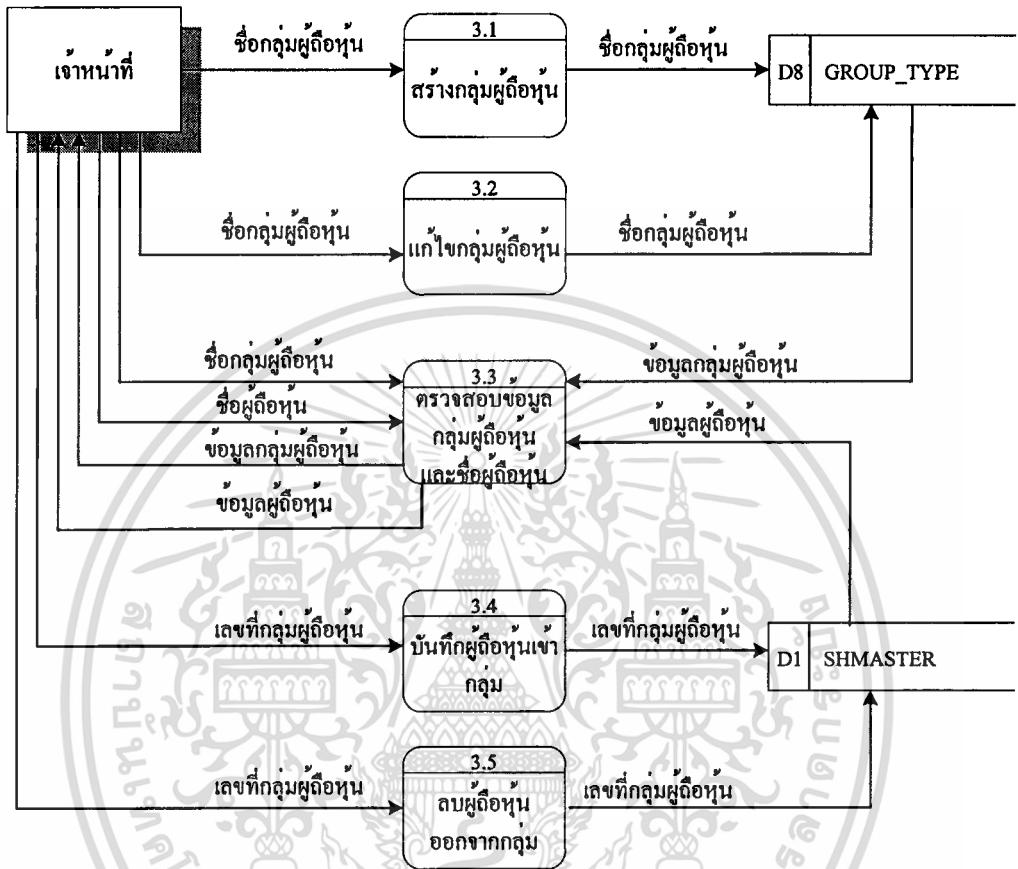 เจ้าหน้าที่
ชื่อกลุ่มผู้ถือหุ้น
3.1
สร้างกลุ่มผู้ถือหุ้น
ชื่อกลุ่มผู้ถือหุ้น
D8 GROUP_TYPE
ชื่อกลุ่มผู้ถือหุ้น
3.2
แก้ไขกลุ่มผู้ถือหุ้น
ชื่อกลุ่มผู้ถือหุ้น
ชื่อกลุ่มผู้ถือหุ้น
ชื่อผู้ถือหุ้น
ข้อมูลกลุ่มผู้ถือหุ้น
ข้อมูลผู้ถือหุ้น
3.3
ตรวจสอบข้อมูล
กลุ่มผู้ถือหุ้น
และชื่อผู้ถือหุ้น
ข้อมูลกลุ่มผู้ถือหุ้น
ข้อมูลผู้ถือหุ้น
เลขที่กลุ่มผู้ถือหุ้น
3.4
บันทึกผู้ถือหุ้นเข้า
กลุ่ม
เลขที่กลุ่มผู้ถือหุ้น
D1 SHMASTER
เลขที่กลุ่มผู้ถือหุ้น
3.5
ลบผู้ถือหุ้น
ออกจากกลุ่ม
เลขที่กลุ่มผู้ถือหุ้น